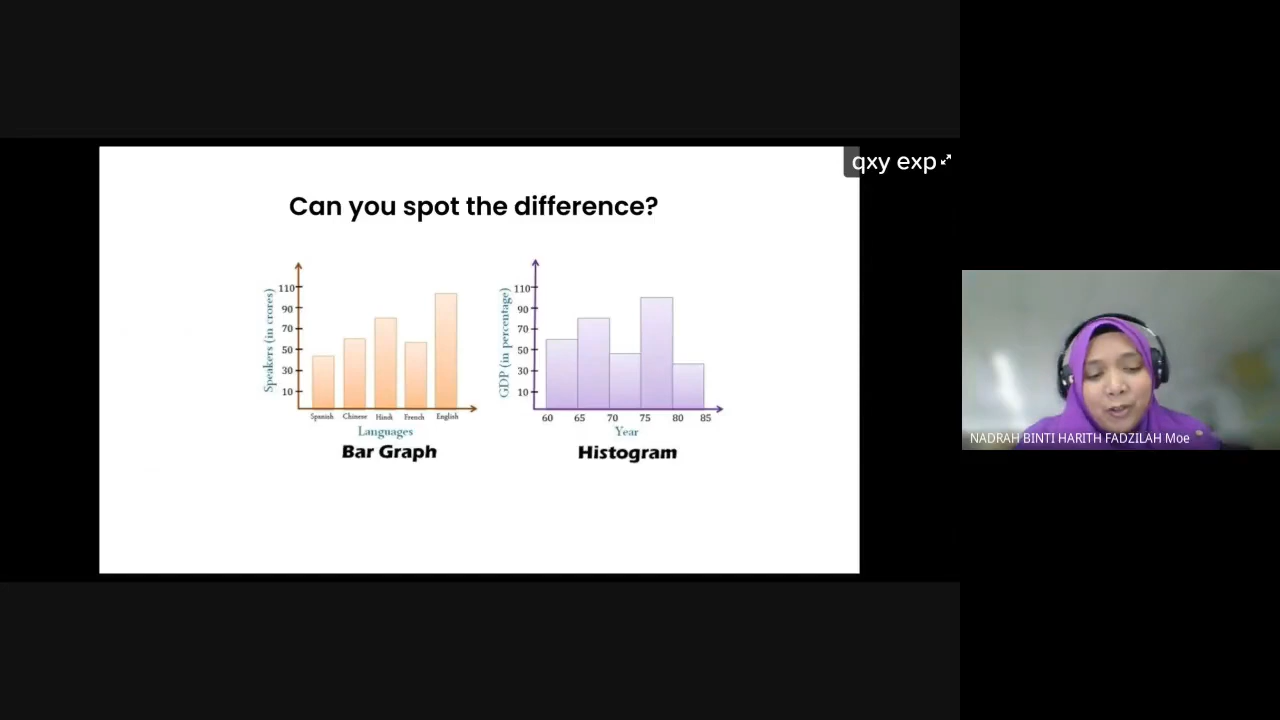 qxy exp
Can you spot the difference?
Speakers (in crores)
110
90
70
50
30
10
Spanish Chinese Hindi French English
Languages
Bar Graph
GDP (in percentage)
110
90
70
50
30
10
60 65 70 75 80 85
Year
Histogram
NADRAH BINTI HARITH FADZILAH Moe